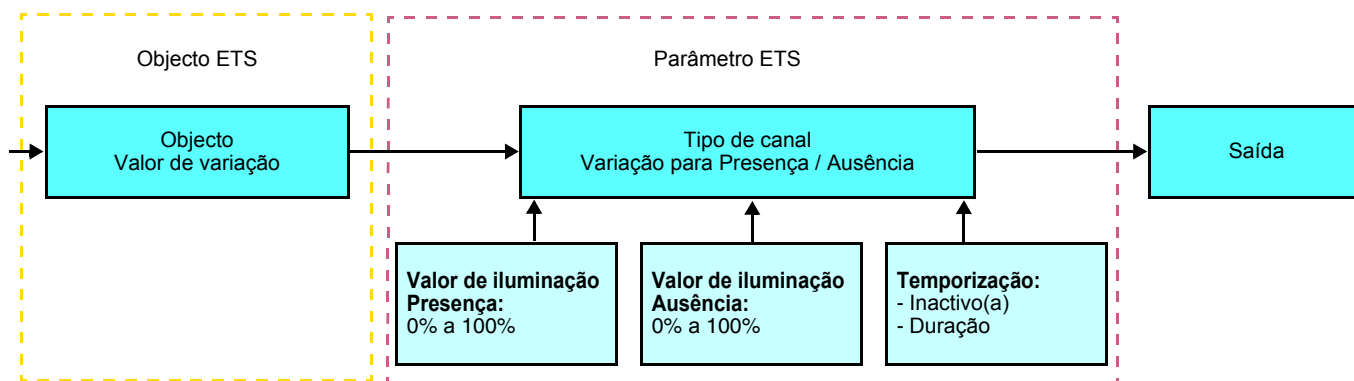 Objecto ETS
Parâmetro ETS
Objecto
Valor de variação
Tipo de canal
Variação para Presença / Ausência
Saída
Valor de iluminação
Presença:
0% a 100%
Valor de iluminação
Ausência:
0% a 100%
Temporização:
- Inactivo(a)
- Duração